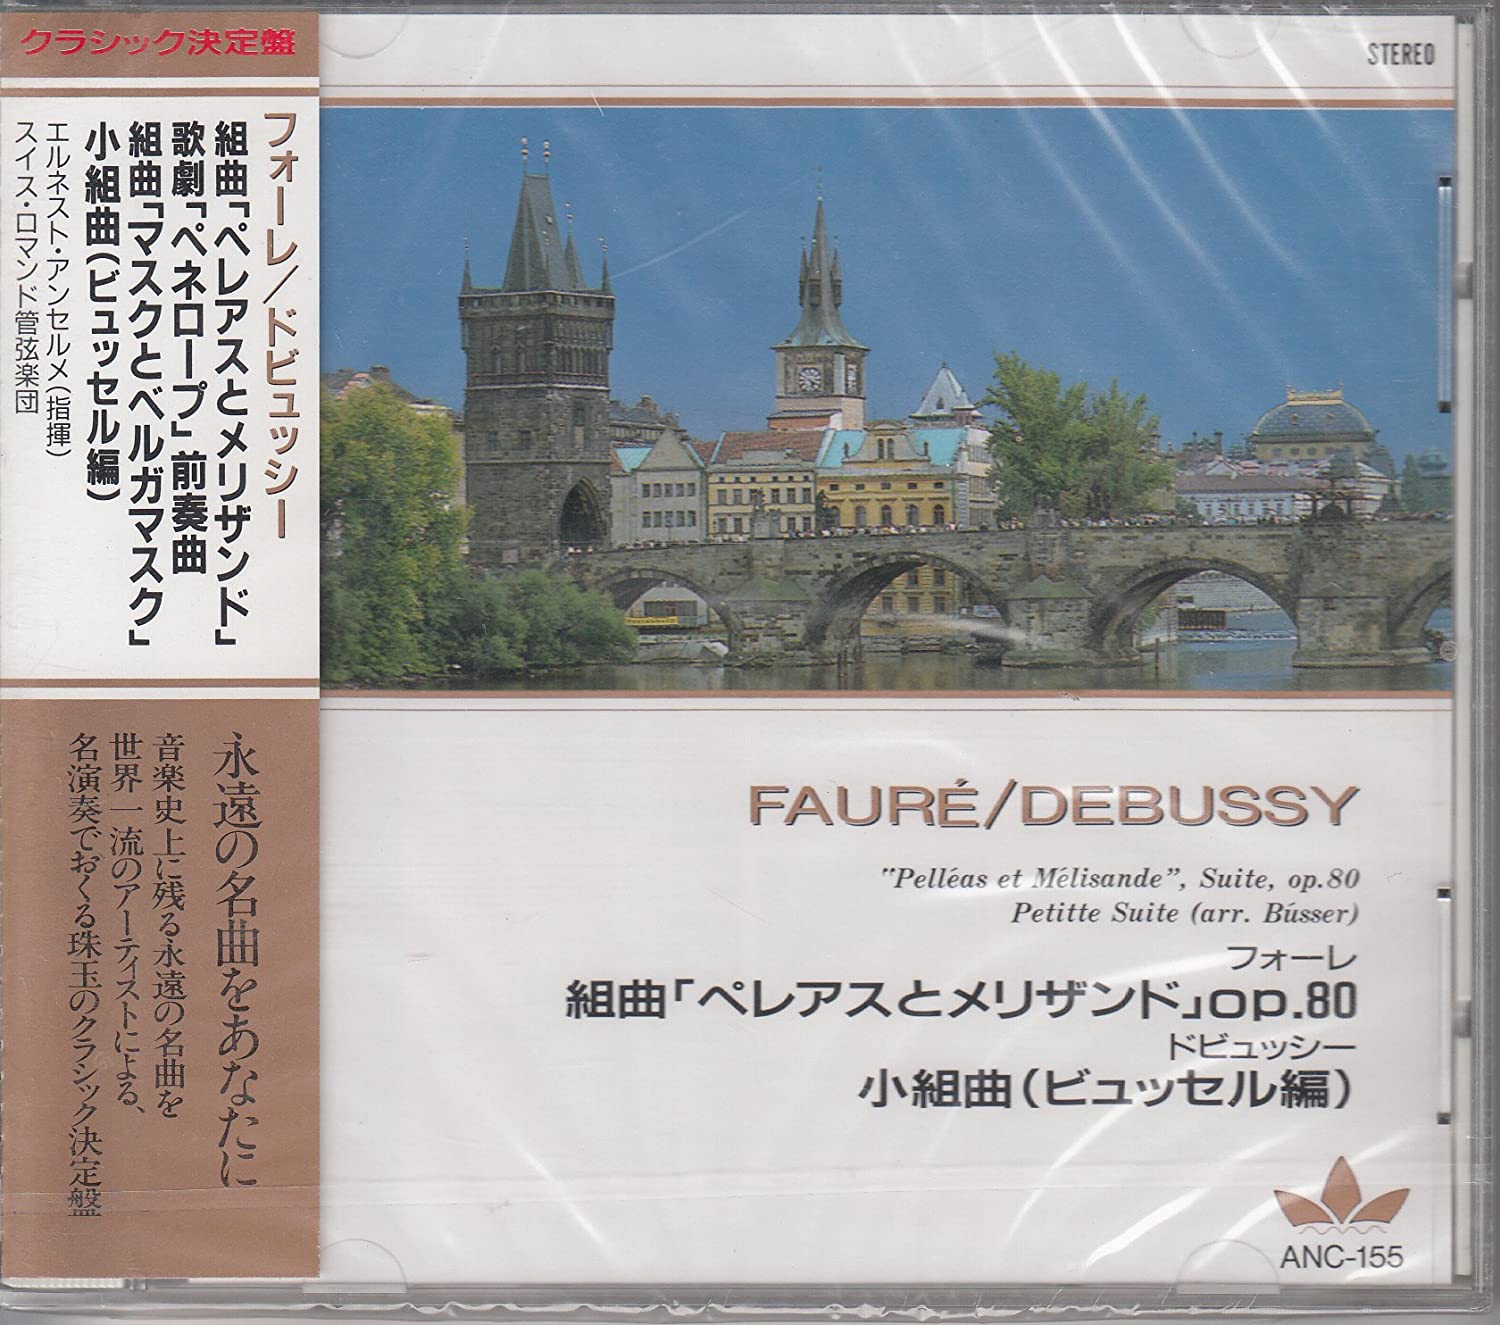 クラシック決定盤
フォーレ/ドビュッシー
組曲「ペレアスとメリザンド」
歌劇「ペネロープ」前奏曲
組曲「マスクとベルガマスク」
小組曲(ビュッセル編)
エルネスト・アンセルメ(指揮)
スイス・ロマンド管弦楽団
永遠の名曲をあなたに
音楽史上に残る永遠の名曲を
世界一流のアーティストによる、
名演奏でおくる珠玉のクラシック決定盤
STEREO
FAURÉ/DEBUSSY
"Pelléas et Mélisande", Suite, op.80
Petitte Suite (arr. Bússer)
フォーレ
組曲「ペレアスとメリザンド」op.80
ドビュッシー
小組曲(ビュッセル編)
ANC-155